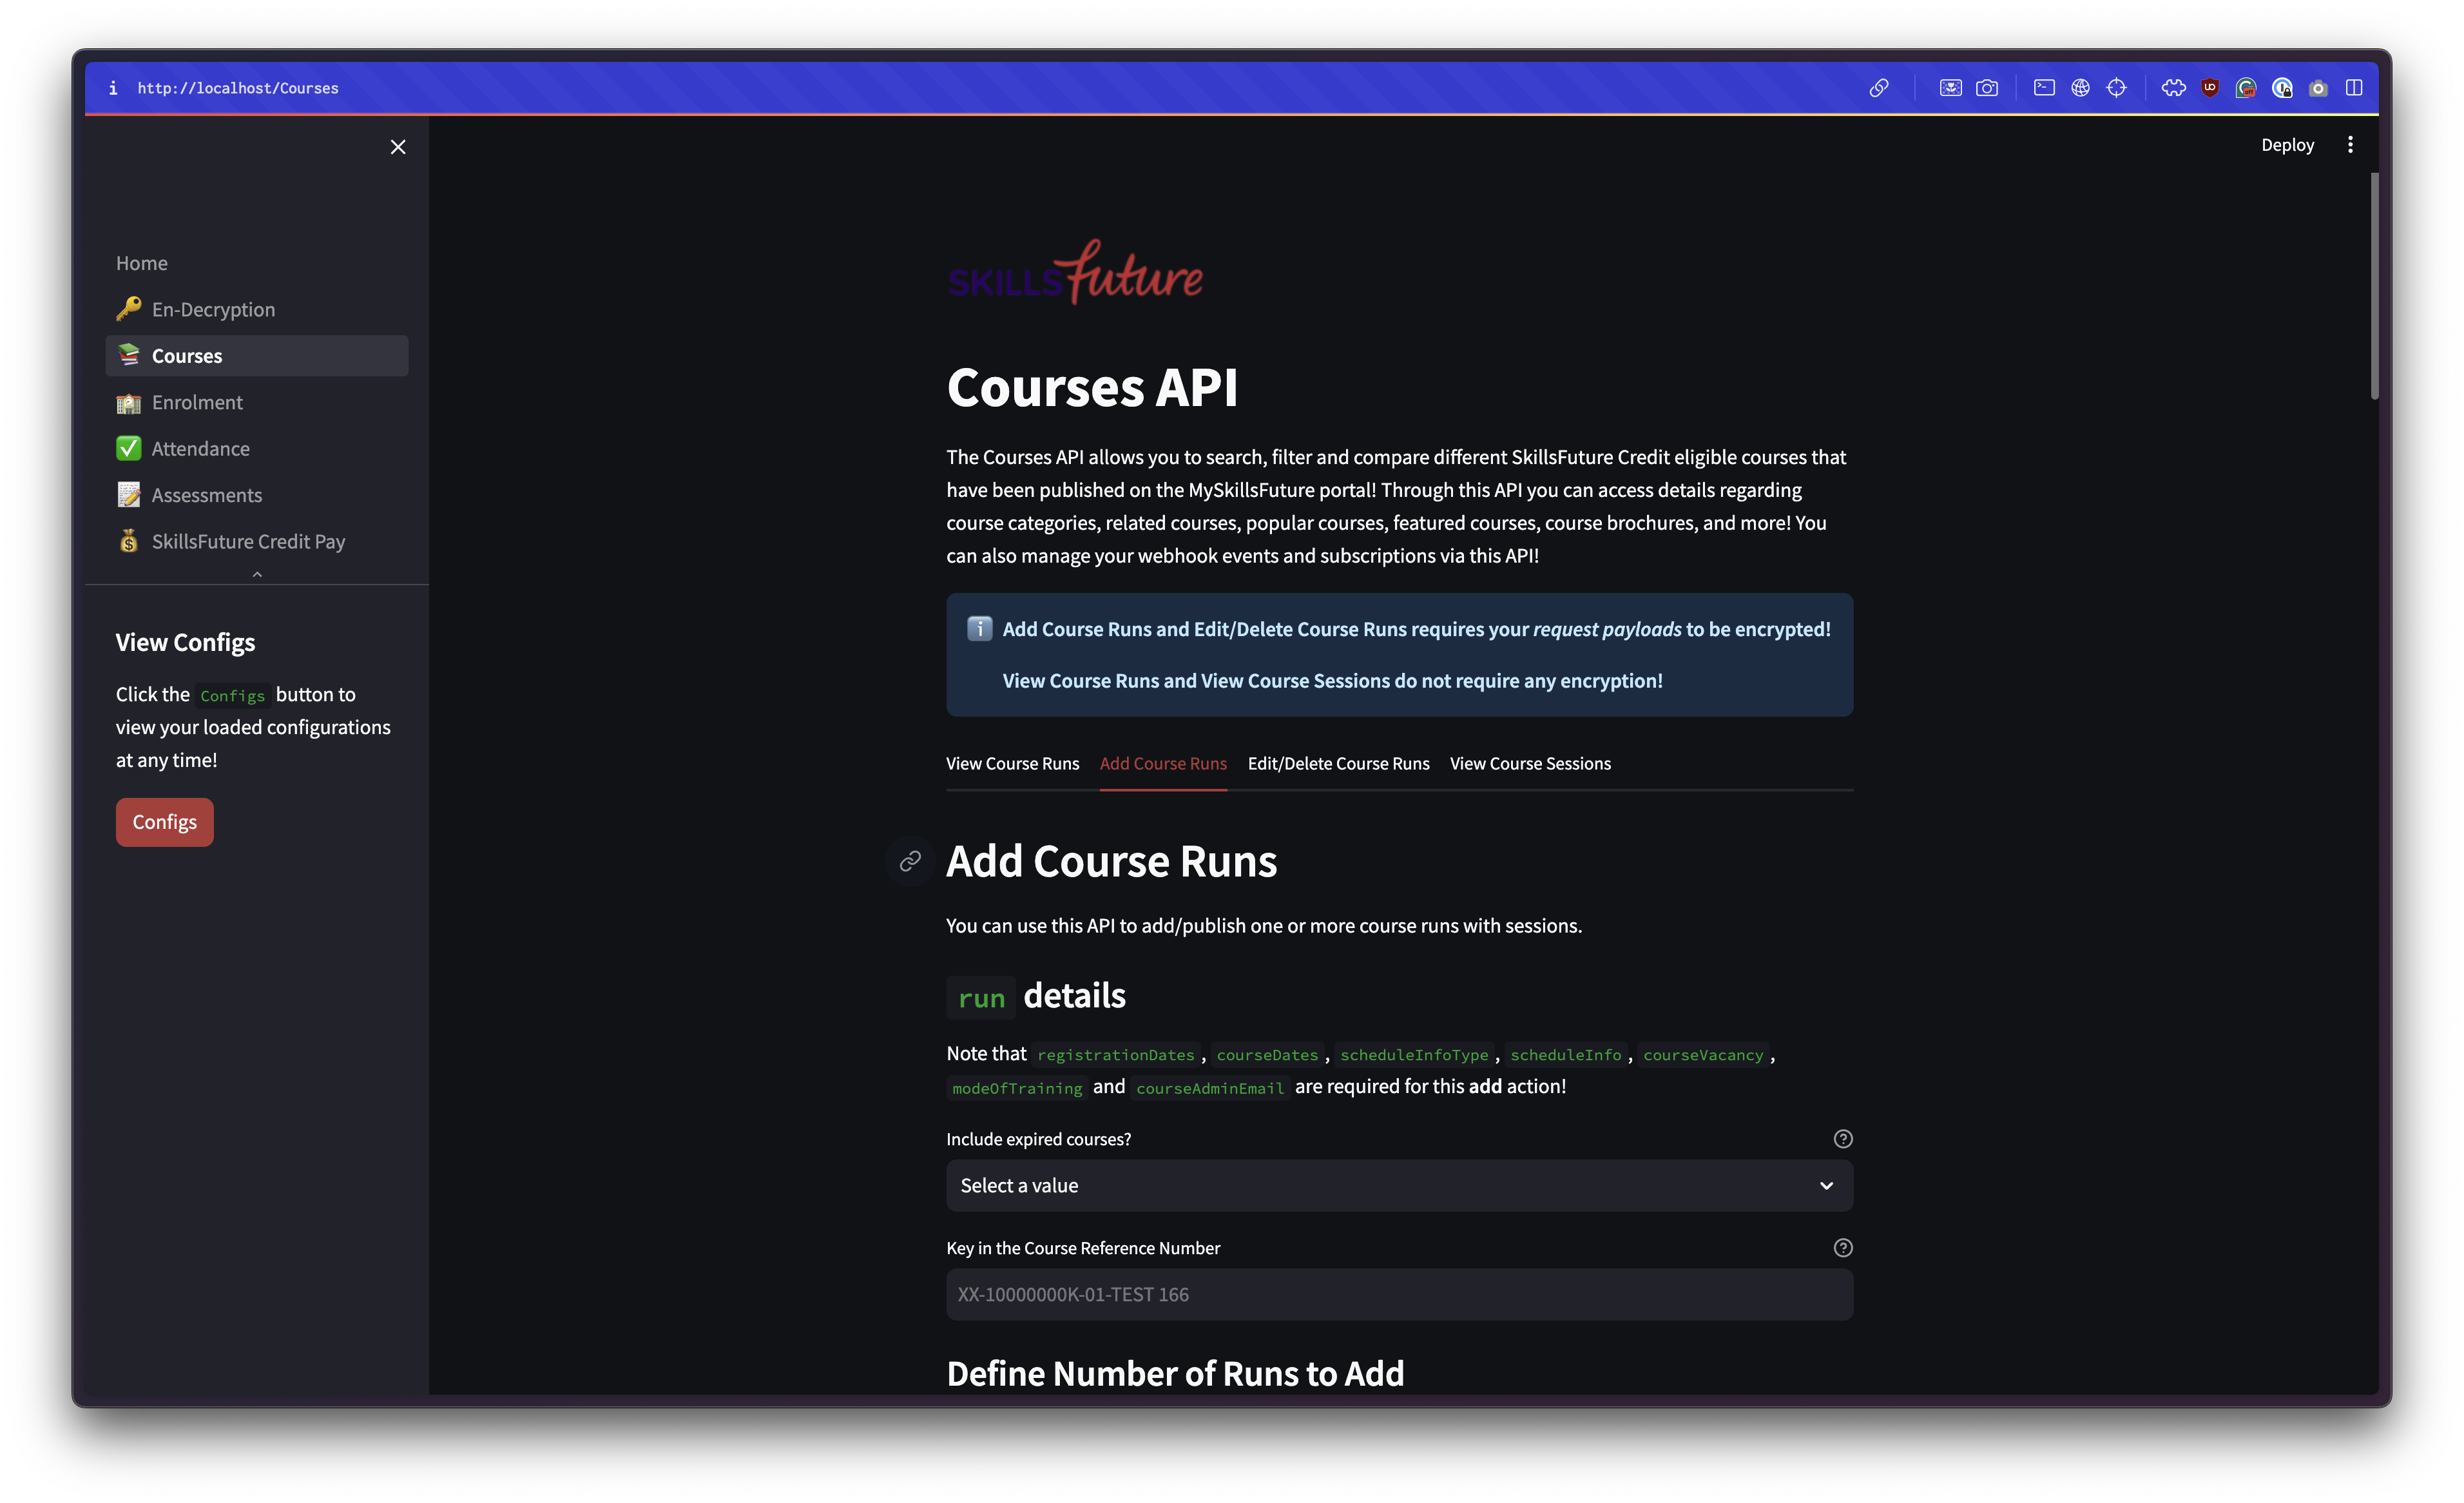 http://localhost/Courses
Deploy
Home
En-Decryption
Courses
Enrolment
Attendance
Assessments
SkillsFuture Credit Pay
View Configs
Click the Configs button to
view your loaded configurations
at any time!
Configs
SKILLSfuture
Courses API
The Courses API allows you to search, filter and compare different SkillsFuture Credit eligible courses that
have been published on the MySkillsFuture portal! Through this API you can access details regarding
course categories, related courses, popular courses, featured courses, course brochures, and more! You
can also manage your webhook events and subscriptions via this API!
Add Course Runs and Edit/Delete Course Runs requires your request payloads to be encrypted!
View Course Runs and View Course Sessions do not require any encryption!
View Course Runs Add Course Runs Edit/Delete Course Runs View Course Sessions
Add Course Runs
You can use this API to add/publish one or more course runs with sessions.
run details
Note that registrationDates, courseDates, scheduleInfoType, scheduleInfo, courseVacancy,
modeOfTraining and courseAdminEmail are required for this add action!
Include expired courses?
Select a value
Key in the Course Reference Number
XX-10000000K-01-TEST 166
Define Number of Runs to Add